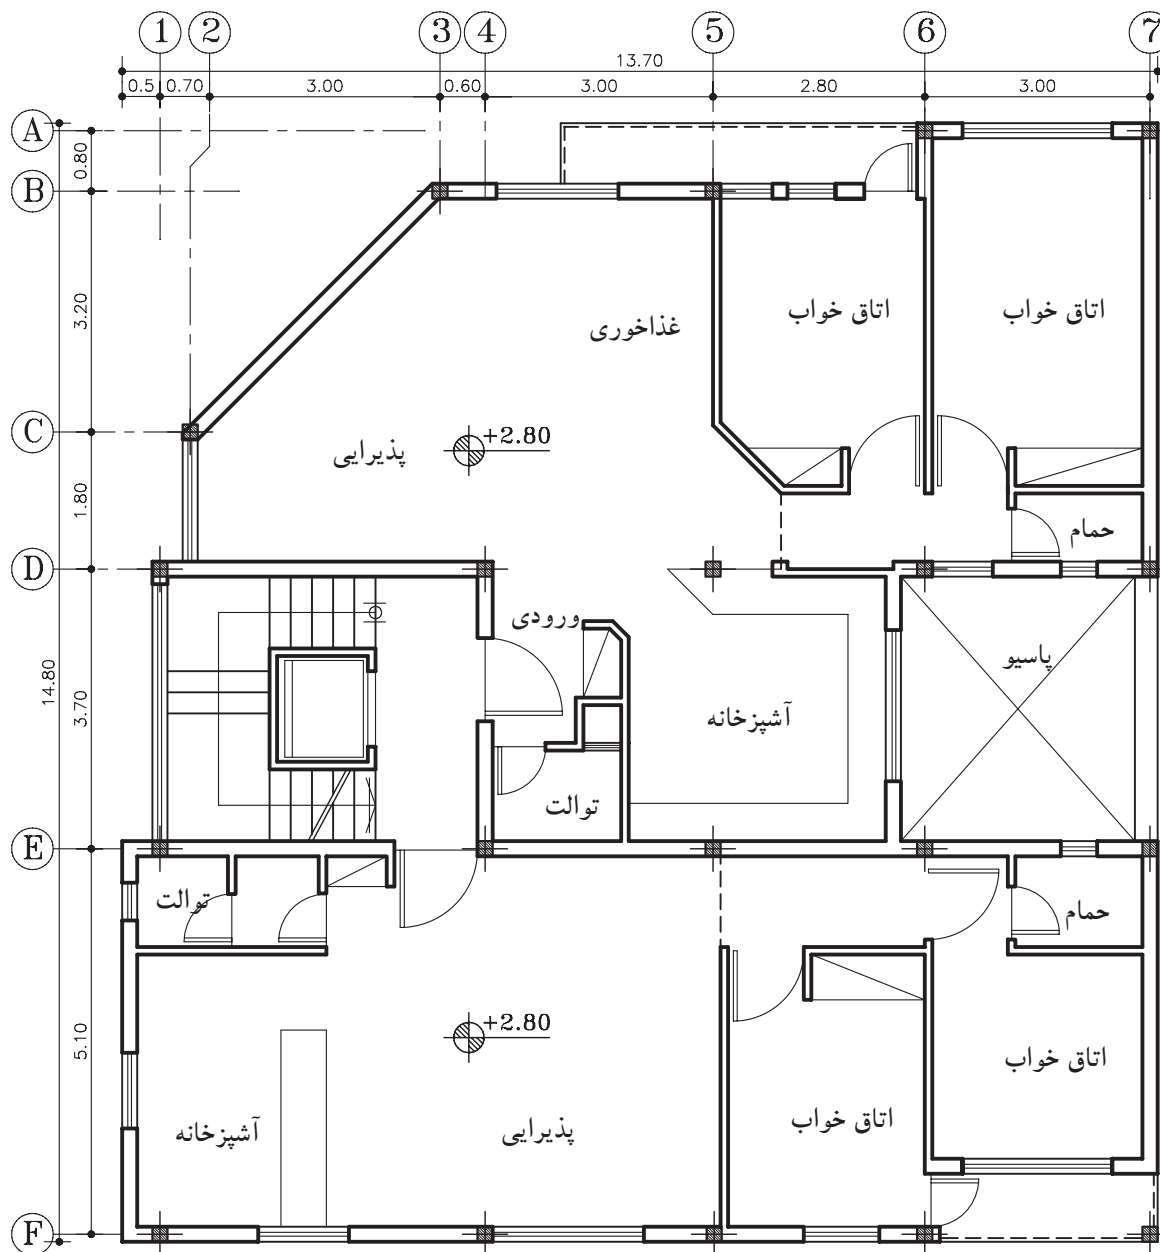 1 2 3 4 5 6 7
13.70
0.5 0.70 3.00 0.60 3.00 2.80 3.00
A
0.80
B
3.20
اتاق خواب
اتاق خواب
غذاخوری
C
+2.80
پذیرایی
1.80
حمام
D
ورودی
پاسیو
14.80
3.70
آشپزخانه
توالت
E
توالت
حمام
+2.80
5.10
اتاق خواب
اتاق خواب
پذیرایی
آشپزخانه
F